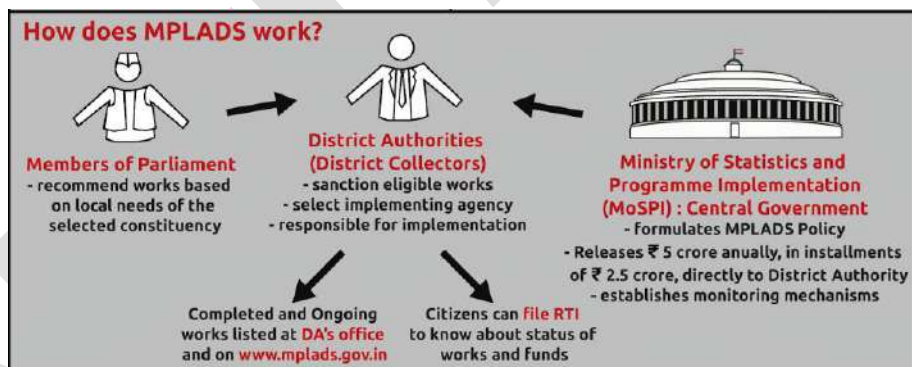 How does MPLADS work?
Members of Parliament
- recommend works based
on local needs of the
selected constituency
District Authorities
(District Collectors)
- sanction eligible works
- select implementing agency
- responsible for implementation
Ministry of Statistics and
Programme Implementation
(MoSPI) : Central Government
- formulates MPLADS Policy
- Releases ₹ 5 crore anually, in installments
of ₹ 2.5 crore, directly to District Authority
- establishes monitoring mechanisms
Completed and Ongoing
works listed at DA's office
and on www.mplads.gov.in
Citizens can file RTI
to know about status of
works and funds